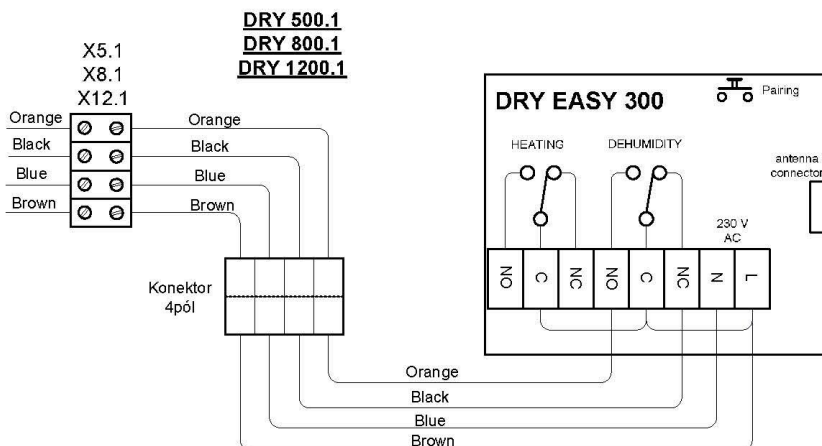 DRY 500.1
DRY 800.1
DRY 1200.1
X5.1
X8.1
X12.1
Orange
Black
Blue
Brown
Orange
Black
Blue
Brown
Konektor
4pól
DRY EASY 300
Pairing
HEATING
DEHUMIDITY
antenna
connector
230 V
AC
NO
C
NC
NO
C
NC
N
L
Orange
Black
Blue
Brown